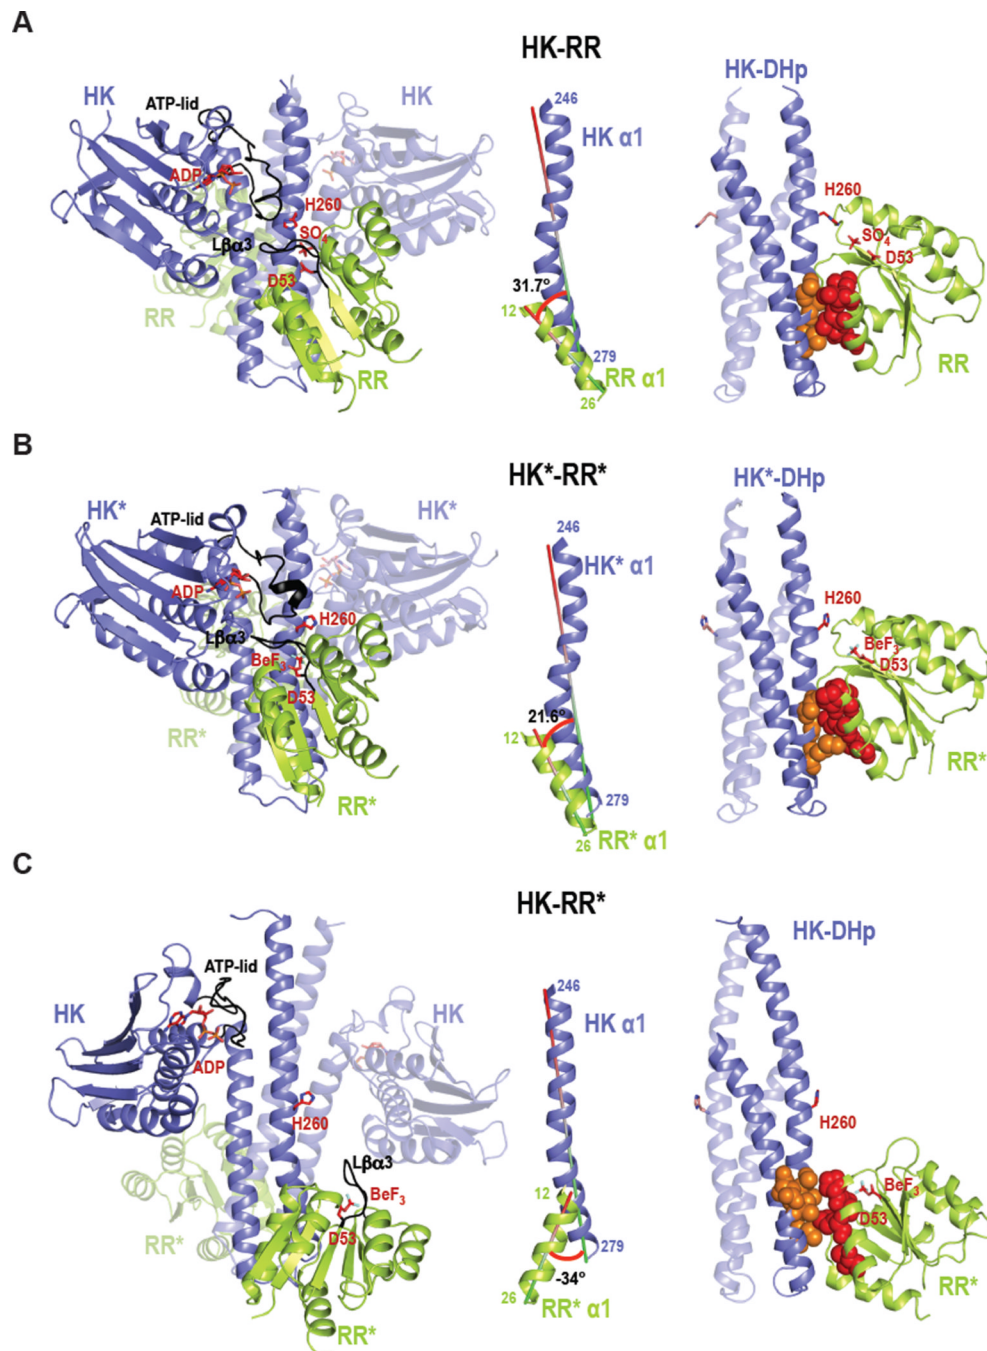 A
HK-RR
HK
ATP-lid
HK
ADP
H260
Lβα3
SO4
D53
RR
RR
246
HK α1
31.7°
12
279
RR α1
26
HK-DHp
H260
SO4
D53
RR
B
HK*-RR*
HK*
ATP-lid
HK*
ADP
H260
Lβα3
BeF3
D53
RR*
RR*
246
HK* α1
21.6°
12
279
26
RR* α1
HK*-DHp
H260
BeF3
D53
RR*
C
HK-RR*
ATP-lid
HK
HK
ADP
H260
Lβα3
BeF3
D53
RR*
RR*
246
HK α1
12
279
-34°
26
RR* α1
HK-DHp
H260
BeF3
D53
RR*